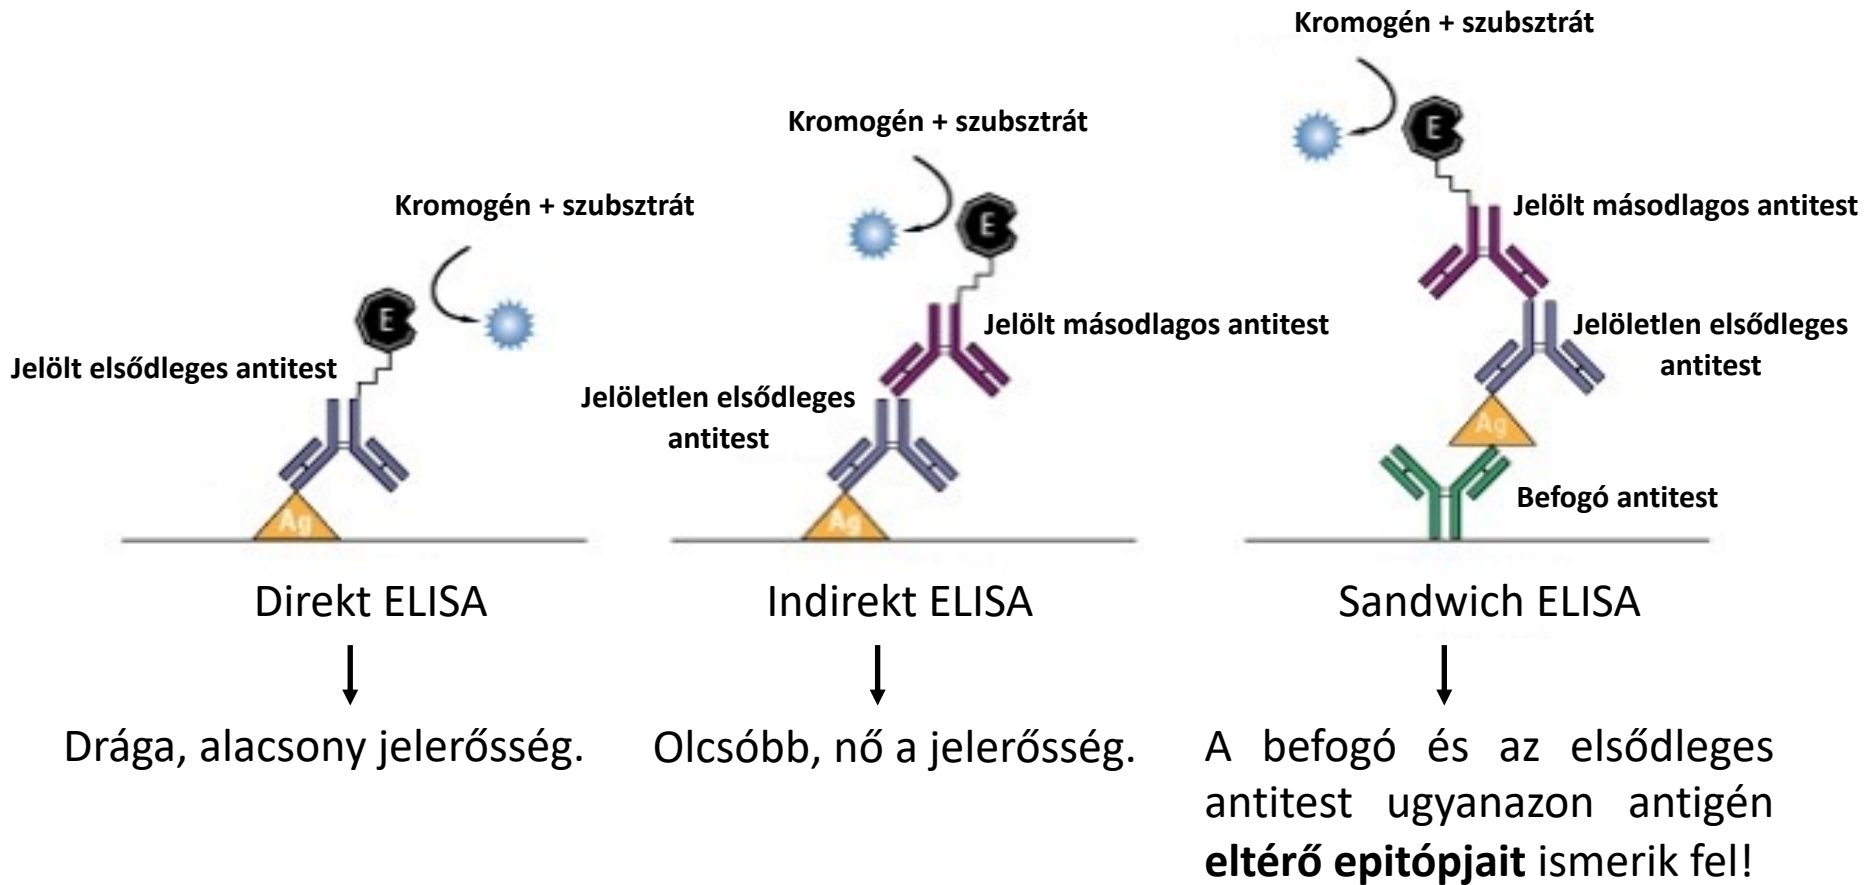 Kromogén + szubsztrát
E
Jelölt elsődleges antitest
Ag
Direkt ELISA
Drága, alacsony jelerősség.
Kromogén + szubsztrát
E
Jelölt másodlagos antitest
Jelöletlen elsődleges
antitest
Ag
Indirekt ELISA
Olcsóbb, nő a jelerősség.
Kromogén + szubsztrát
E
Jelölt másodlagos antitest
Jelöletlen elsődleges
antitest
Ag
Befogó antitest
Sandwich ELISA
A befogó és az elsődleges
antitest ugyanazon antigén
eltérő epitópjait ismerik fel!